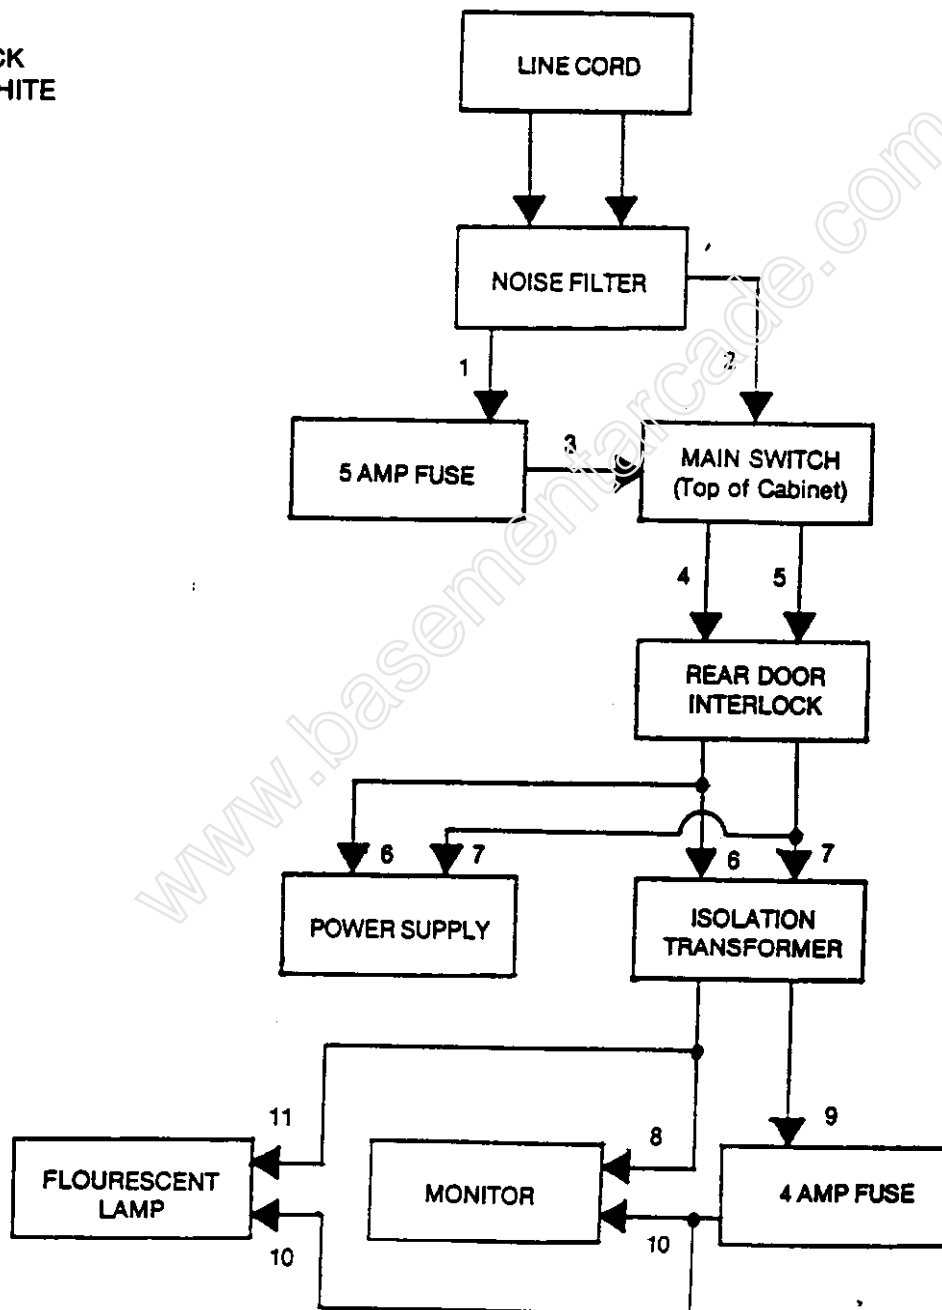 CK
HITE
LINE CORD
NOISE FILTER
1
2
5 AMP FUSE
3
MAIN SWITCH
(Top of Cabinet)
4
5
REAR DOOR
INTERLOCK
6
7
6
7
POWER SUPPLY
ISOLATION
TRANSFORMER
11
8
9
FLOURESCENT
LAMP
MONITOR
4 AMP FUSE
10
10
www.basementarcade.com